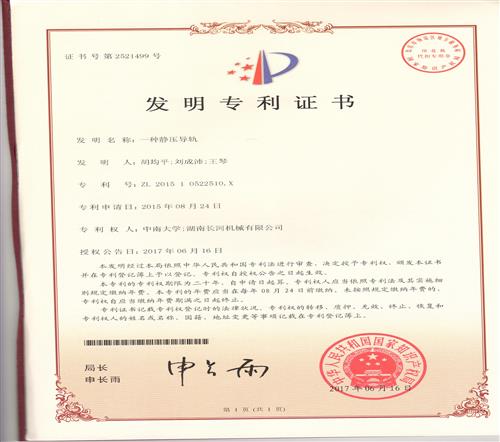 证书号第2521499号
发明专利证书
发明名称：一种静压导轨
发明人：胡均平;刘成沛;王琴
专利号：ZL 2015 1 0522510.X
专利申请日：2015年08月24日
专利权人：中南大学;湖南长河机械有限公司
授权公告日：2017年06月16日
本发明经过本局依照中华人民共和国专利法进行审查，决定授予专利权，颁发本证书
并在专利登记簿上予以登记。专利权自授权公告之日起生效。
本专利的专利权期限为二十年，自申请日起算。专利权人应当依照专利法及其实施细
则规定缴纳年费。本专利的年费应当在每年08月24日前缴纳。未按照规定缴纳年费的，
专利权自应当缴纳年费期满之日起终止。
专利证书记载专利权登记时的法律状况。专利权的转移、质押、无效、终止、恢复和
专利权人的姓名或名称、国籍、地址变更等事项记载在专利登记簿上。
局长
申长雨
申长雨
中华人民共和国国家知识产权局
2017年06月16日
第1页(共1页)